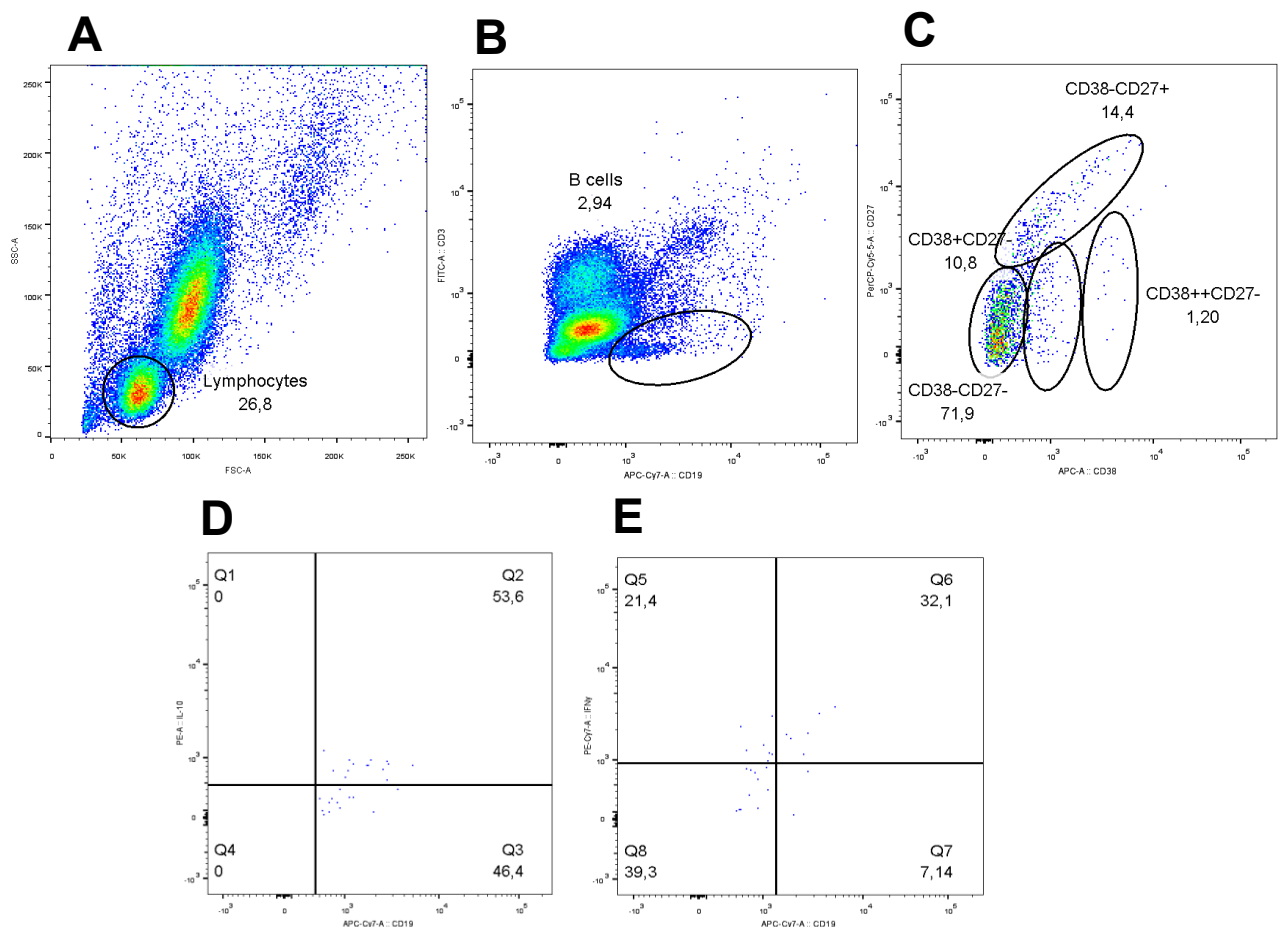 A
250K
200K
150K
100K
50K
0
SSC-A
Lymphocytes
26,8
0
50K
100K
150K
200K
250K
FSC-A
B
10^5
10^4
10^3
0
-10^3
FITC-A :: CD3
B cells
2,94
-10^3
0
10^3
10^4
10^5
APC-Cy7-A :: CD19
C
10^5
10^4
10^3
0
-10^3
PerCP-Cy5-5-A :: CD27
CD38-CD27+
14,4
CD38+CD27-
10,8
CD38++CD27-
1,20
CD38-CD27-
71,9
-10^3
0
10^3
10^4
10^5
APC-A :: CD38
D
10^5
10^4
10^3
0
-10^3
PE-A :: IL-10
Q1
0
Q2
53,6
Q4
0
Q3
46,4
-10^3
0
10^3
10^4
10^5
APC-Cy7-A :: CD19
E
10^5
10^4
10^3
0
-10^3
PE-Cy7-A :: IFNy
Q5
21,4
Q6
32,1
Q8
39,3
Q7
7,14
-10^3
0
10^3
10^4
10^5
APC-Cy7-A :: CD19